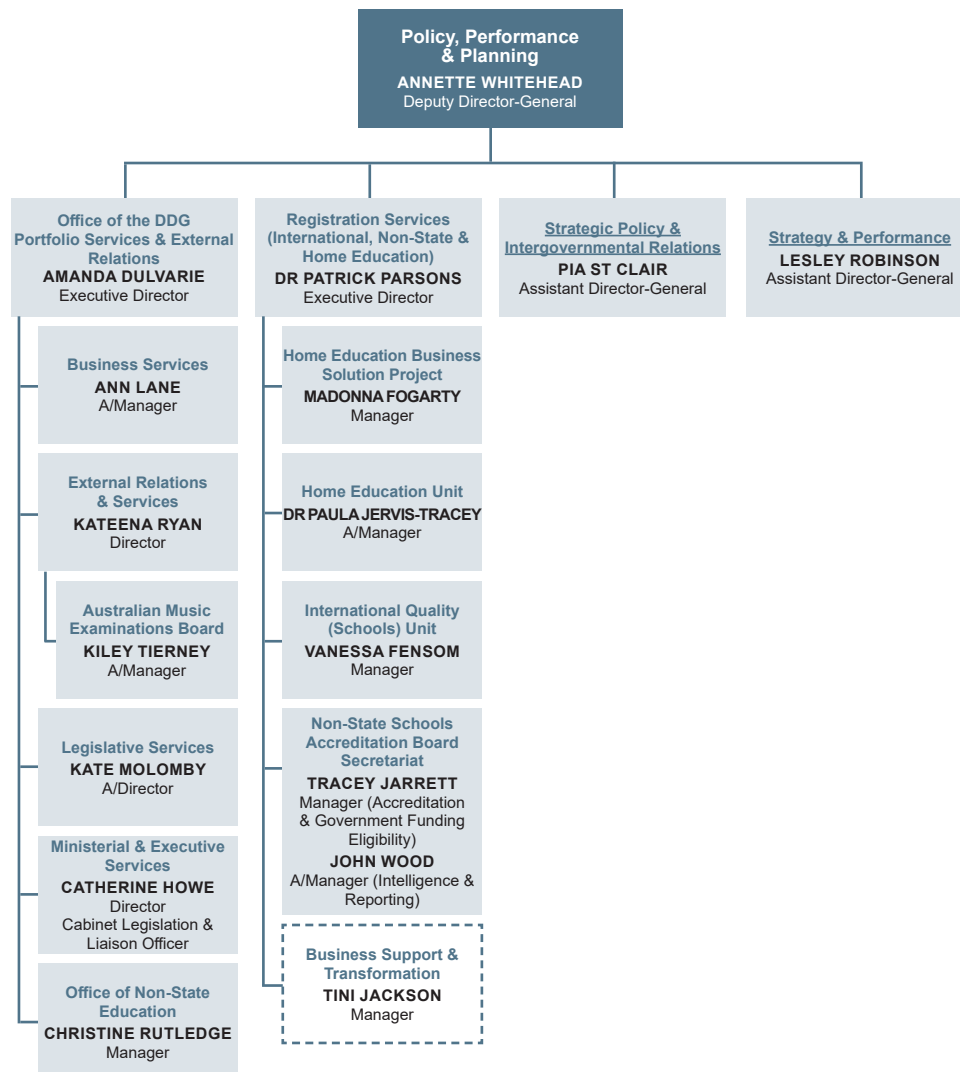 Policy, Performance
& Planning
ANNETTE WHITEHEAD
Deputy Director-General
Office of the DDG
Portfolio Services & External
Relations
AMANDA DULVARIE
Executive Director
Business Services
ANN LANE
A/Manager
External Relations
& Services
KATEENA RYAN
Director
Australian Music
Examinations Board
KILEY TIERNEY
A/Manager
Legislative Services
KATE MOLOMBY
A/Director
Ministerial & Executive
Services
CATHERINE HOWE
Director
Cabinet Legislation &
Liaison Officer
Office of Non-State
Education
CHRISTINE RUTLEDGE
Manager
Registration Services
(International, Non-State &
Home Education)
DR PATRICK PARSONS
Executive Director
Home Education Business
Solution Project
MADONNA FOGARTY
Manager
Home Education Unit
DR PAULA JERVIS-TRACEY
A/Manager
International Quality
(Schools) Unit
VANESSA FENSOM
Manager
Non-State Schools
Accreditation Board
Secretariat
TRACEY JARRETT
Manager (Accreditation
& Government Funding
Eligibility)
JOHN WOOD
A/Manager (Intelligence &
Reporting)
Business Support &
Transformation
TINI JACKSON
Manager
Strategic Policy &
Intergovernmental Relations
PIA ST CLAIR
Assistant Director-General
Strategy & Performance
LESLEY ROBINSON
Assistant Director-General